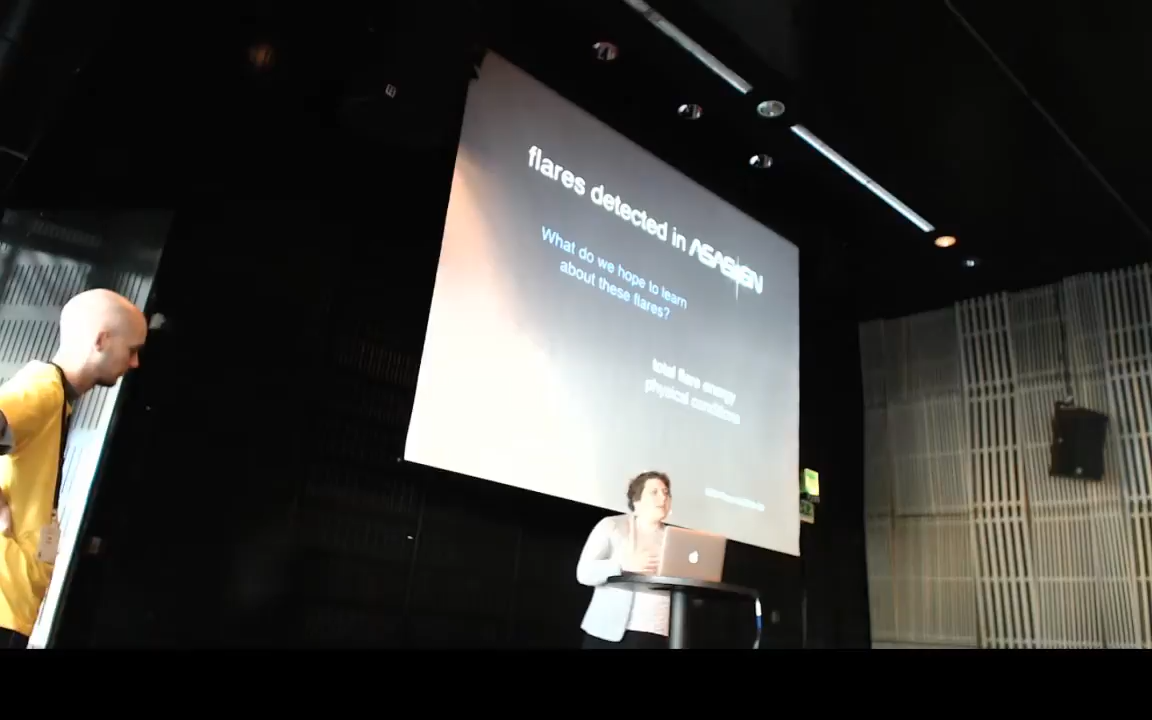 flares detected in ASASSN
What do we hope to learn
about these flares?
total flare energy
physical conditions